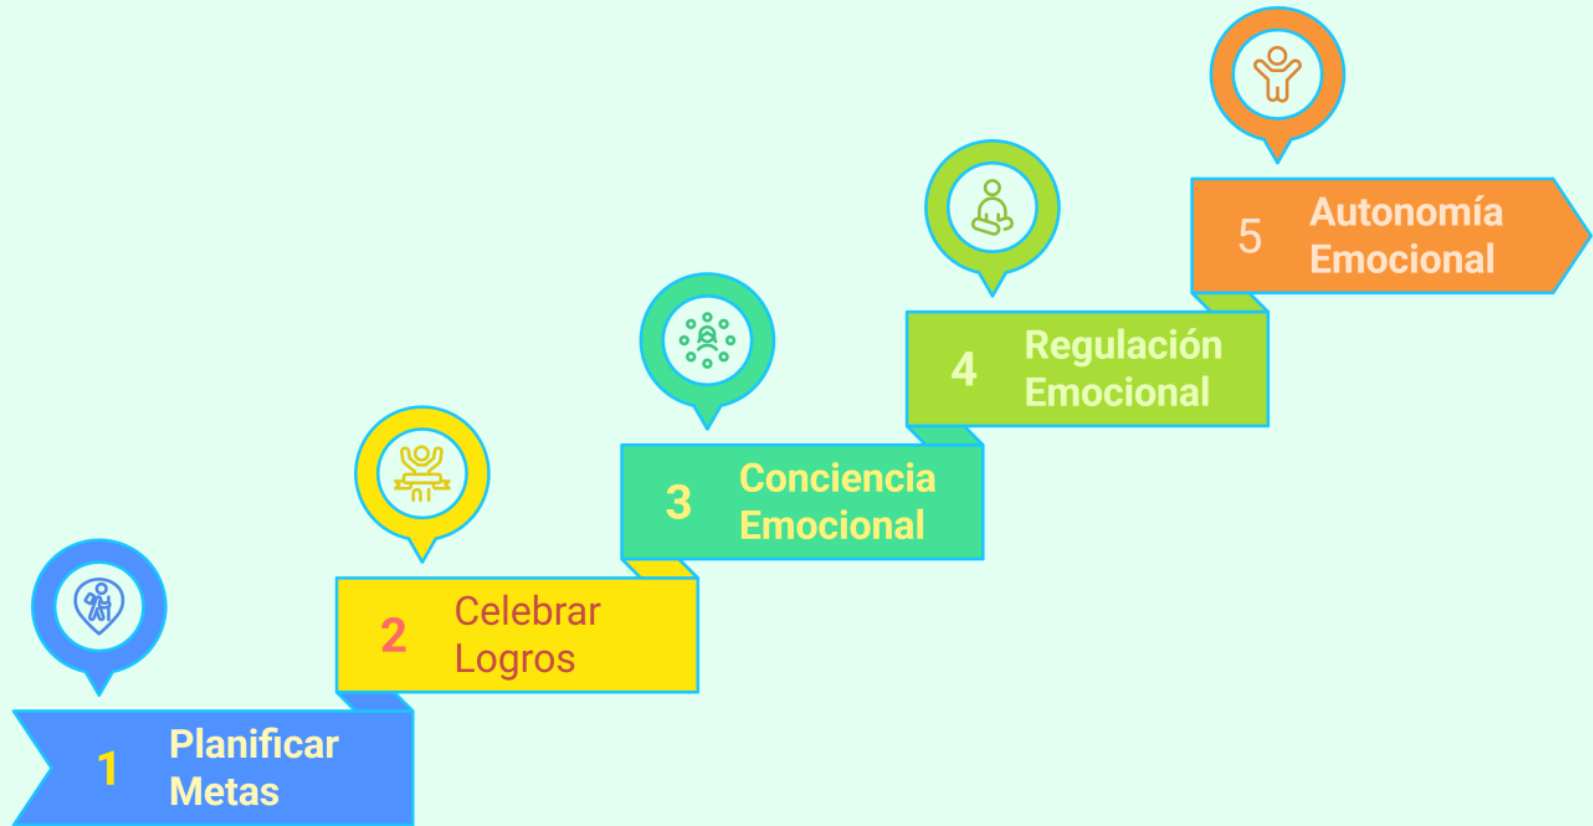 1 Planificar
Metas
2 Celebrar
Logros
3 Conciencia
Emocional
4 Regulación
Emocional
5 Autonomía
Emocional